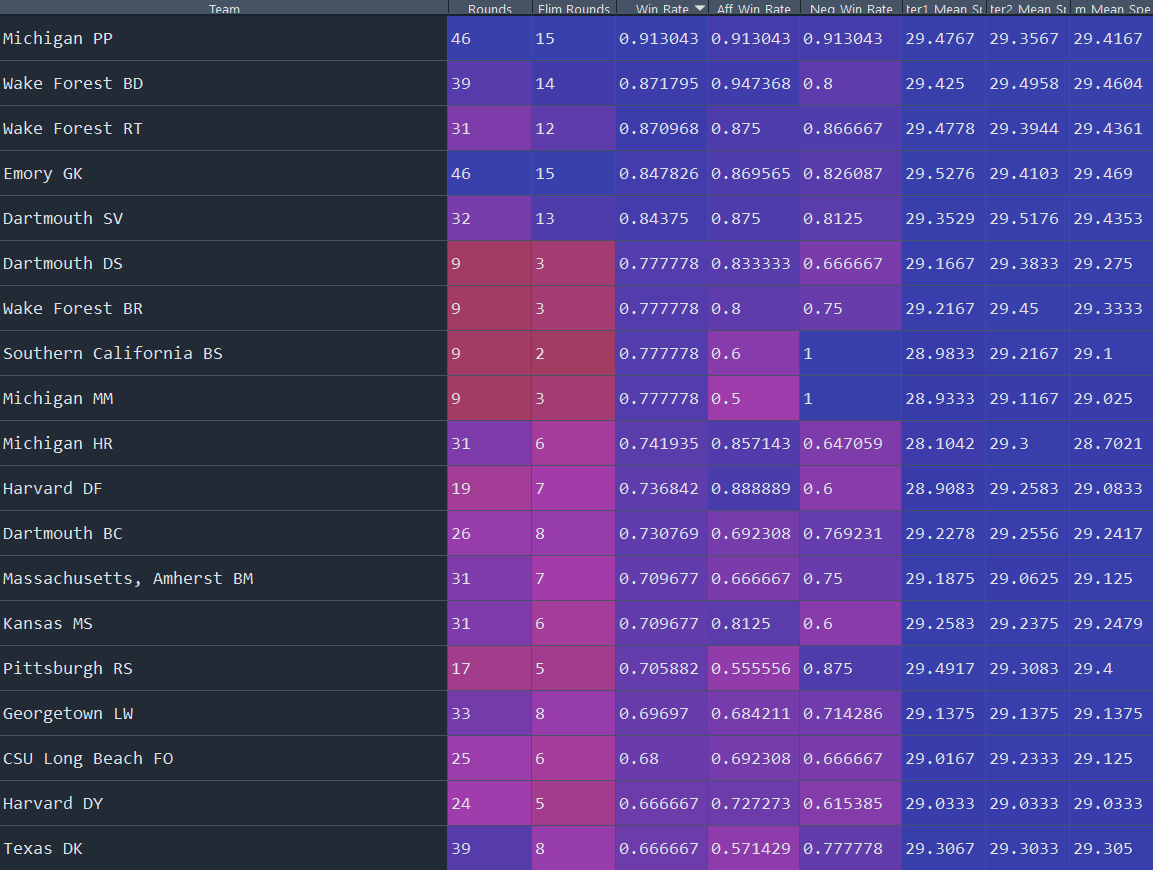 Team Rounds Elim Rounds Win Rate Aff Win Rate Neg Win Rate ter1 Mean ter2 Mean m Mean Spe
Michigan PP 46 15 0.913043 0.913043 0.913043 29.4767 29.3567 29.4167
Wake Forest BD 39 14 0.871795 0.947368 0.8 29.425 29.4958 29.4604
Wake Forest RT 31 12 0.870968 0.875 0.866667 29.4778 29.3944 29.4361
Emory GK 46 15 0.847826 0.869565 0.826087 29.5276 29.4103 29.469
Dartmouth SV 32 13 0.84375 0.875 0.8125 29.3529 29.5176 29.4353
Dartmouth DS 9 3 0.777778 0.833333 0.666667 29.1667 29.3833 29.275
Wake Forest BR 9 3 0.777778 0.8 0.75 29.2167 29.45 29.3333
Southern California BS 9 2 0.777778 0.6 1 28.9833 29.2167 29.1
Michigan MM 9 3 0.777778 0.5 1 28.9333 29.1167 29.025
Michigan HR 31 6 0.741935 0.857143 0.647059 28.1042 29.3 28.7021
Harvard DF 19 7 0.736842 0.888889 0.6 28.9083 29.2583 29.0833
Dartmouth BC 26 8 0.730769 0.692308 0.769231 29.2278 29.2556 29.2417
Massachusetts, Amherst BM 31 7 0.709677 0.666667 0.75 29.1875 29.0625 29.125
Kansas MS 31 6 0.709677 0.8125 0.6 29.2583 29.2375 29.2479
Pittsburgh RS 17 5 0.705882 0.555556 0.875 29.4917 29.3083 29.4
Georgetown LW 33 8 0.69697 0.684211 0.714286 29.1375 29.1375 29.1375
CSU Long Beach FO 25 6 0.68 0.692308 0.666667 29.0167 29.2333 29.125
Harvard DY 24 5 0.666667 0.727273 0.615385 29.0333 29.0333 29.0333
Texas DK 39 8 0.666667 0.571429 0.777778 29.3067 29.3033 29.305